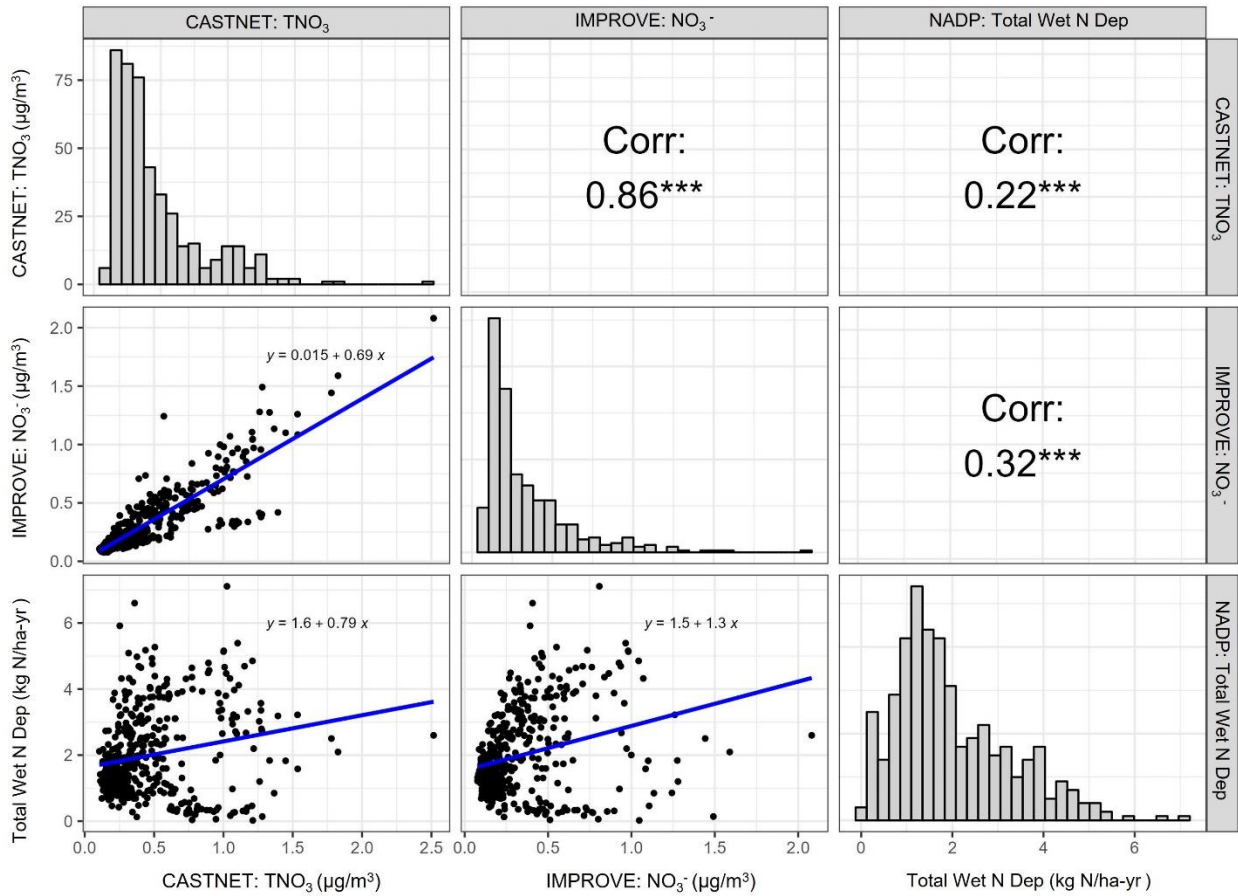 CASTNET: TNO₃
IMPROVE: NO₃⁻
NADP: Total Wet N Dep
CASTNET: TNO₃ (µg/m³)
75
50
25
0
Corr:
0.86***
Corr:
0.22***
CASTNET: TNO₃
IMPROVE: NO₃⁻ (µg/m³)
2.0
1.5
1.0
0.5
0.0
y = 0.015 + 0.69 x
Corr:
0.32***
IMPROVE: NO₃⁻
Total Wet N Dep (kg N/ha-yr)
6
4
2
0
y = 1.6 + 0.79 x
y = 1.5 + 1.3 x
NADP: Total Wet N Dep
0.0 0.5 1.0 1.5 2.0 2.5
0.0 0.5 1.0 1.5 2.0
0 2 4 6
CASTNET: TNO₃ (µg/m³)
IMPROVE: NO₃⁻ (µg/m³)
Total Wet N Dep (kg N/ha-yr)